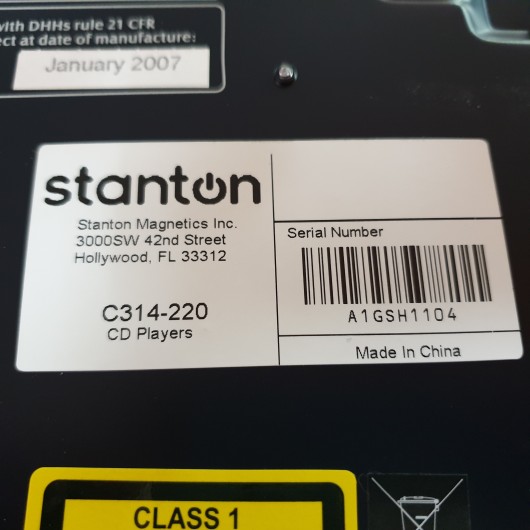 with DHHs rule 21 CFR
ect at date of manufacture:
January 2007
stanton
Stanton Magnetics Inc.
3000SW 42nd Street
Hollywood, FL 33312
C314-220
CD Players
Serial Number
A1GSH1104
Made In China
CLASS 1